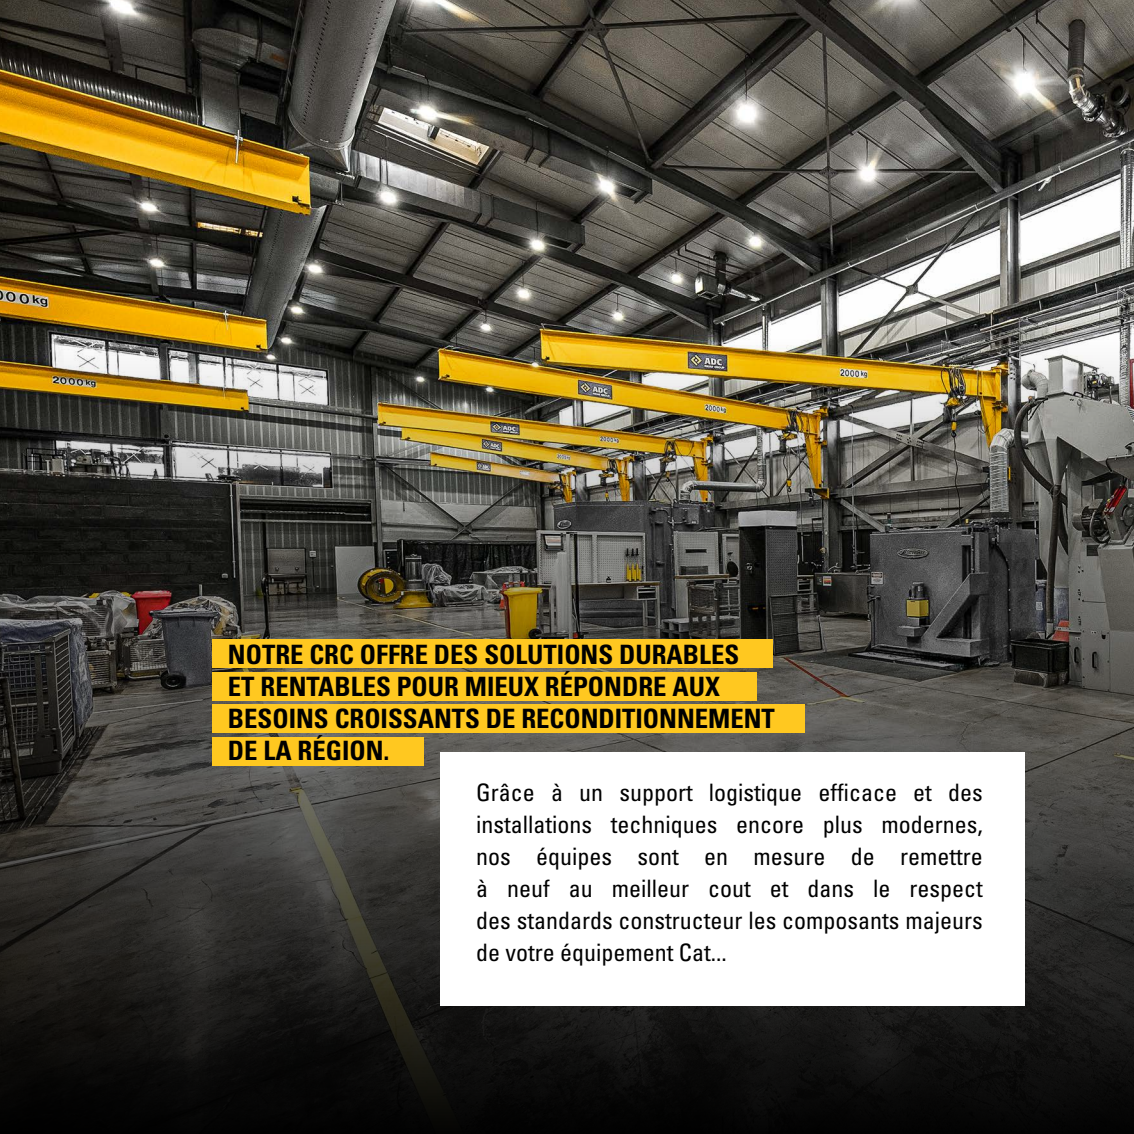 000kg
2000kg
ADC
2000kg
ADC
2000kg
ADC
2000kg
ADC
ADC
NOTRE CRC OFFRE DES SOLUTIONS DURABLES
ET RENTABLES POUR MIEUX RÉPONDRE AUX
BESOINS CROISSANTS DE RECONDITIONNEMENT
DE LA RÉGION.
Grâce à un support logistique efficace et des
installations techniques encore plus modernes,
nos équipes sont en mesure de remettre
à neuf au meilleur cout et dans le respect
des standards constructeur les composants majeurs
de votre équipement Cat...